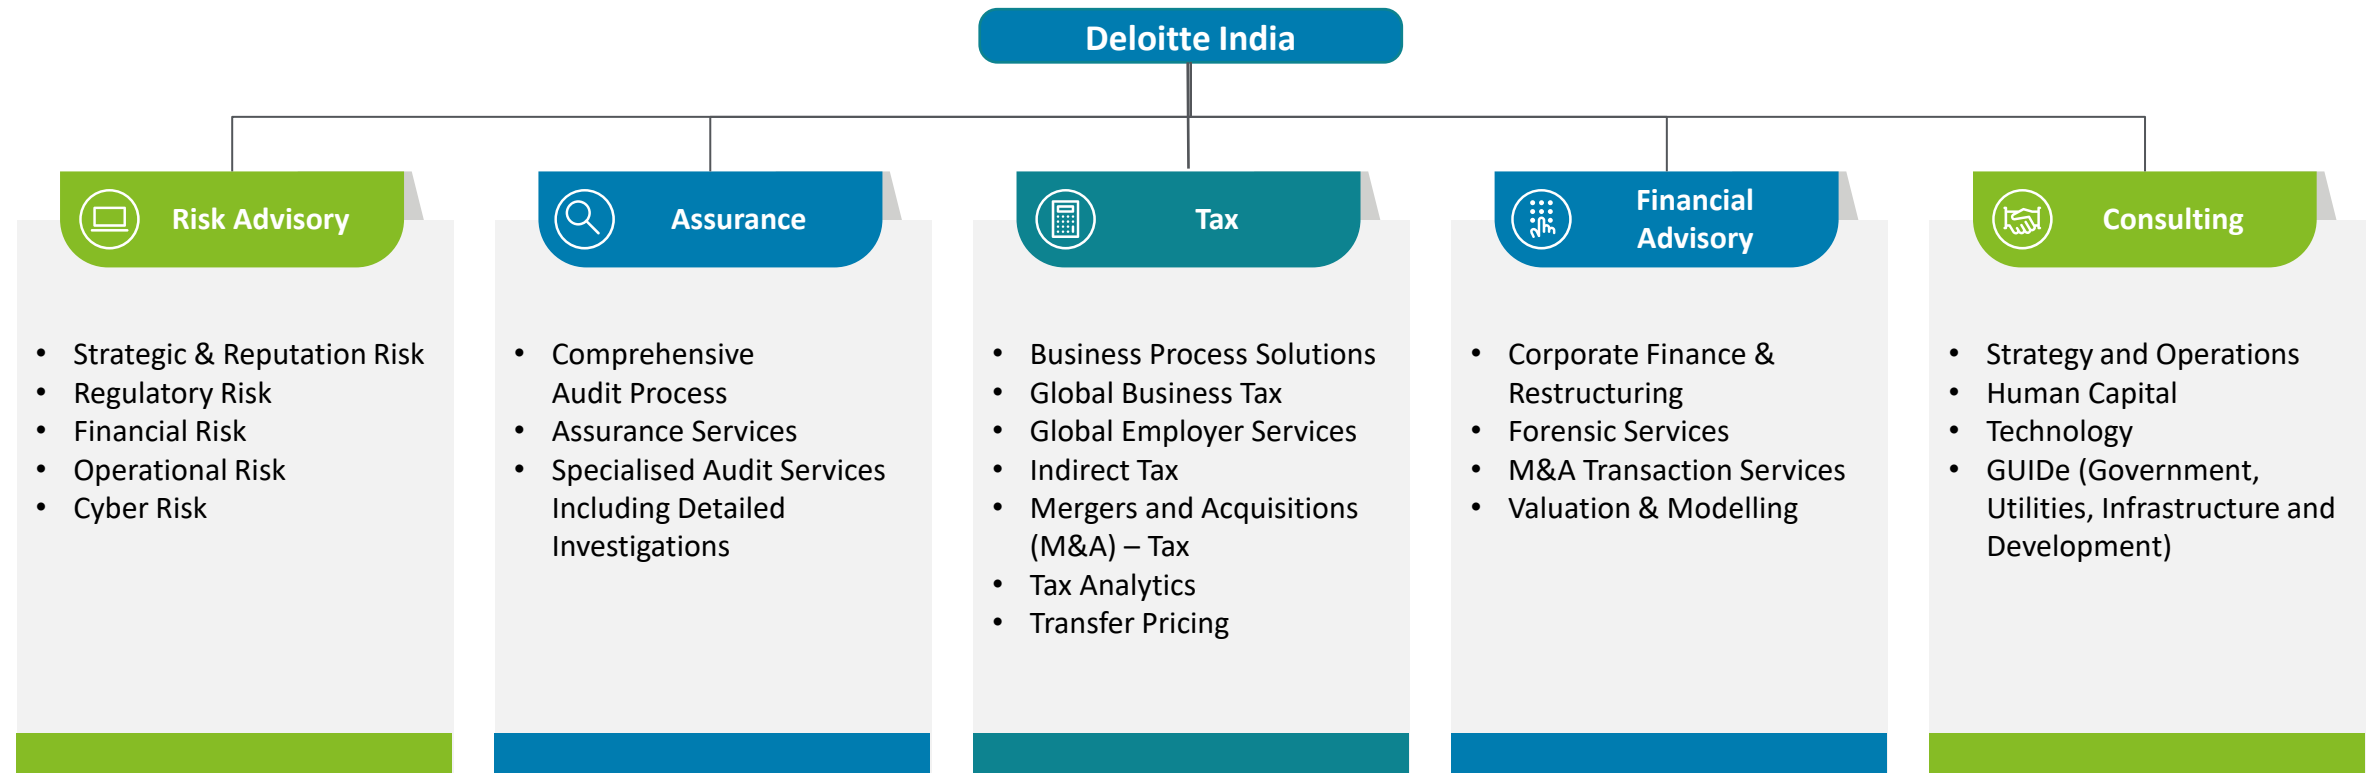 Deloitte India
Risk Advisory
• Strategic & Reputation Risk
• Regulatory Risk
• Financial Risk
• Operational Risk
• Cyber Risk
Assurance
• Comprehensive
Audit Process
• Assurance Services
• Specialised Audit Services
Including Detailed
Investigations
Tax
• Business Process Solutions
• Global Business Tax
• Global Employer Services
• Indirect Tax
• Mergers and Acquisitions
(M&A) – Tax
• Tax Analytics
• Transfer Pricing
Financial
Advisory
• Corporate Finance &
Restructuring
• Forensic Services
• M&A Transaction Services
• Valuation & Modelling
Consulting
• Strategy and Operations
• Human Capital
• Technology
• GUIDe (Government,
Utilities, Infrastructure and
Development)